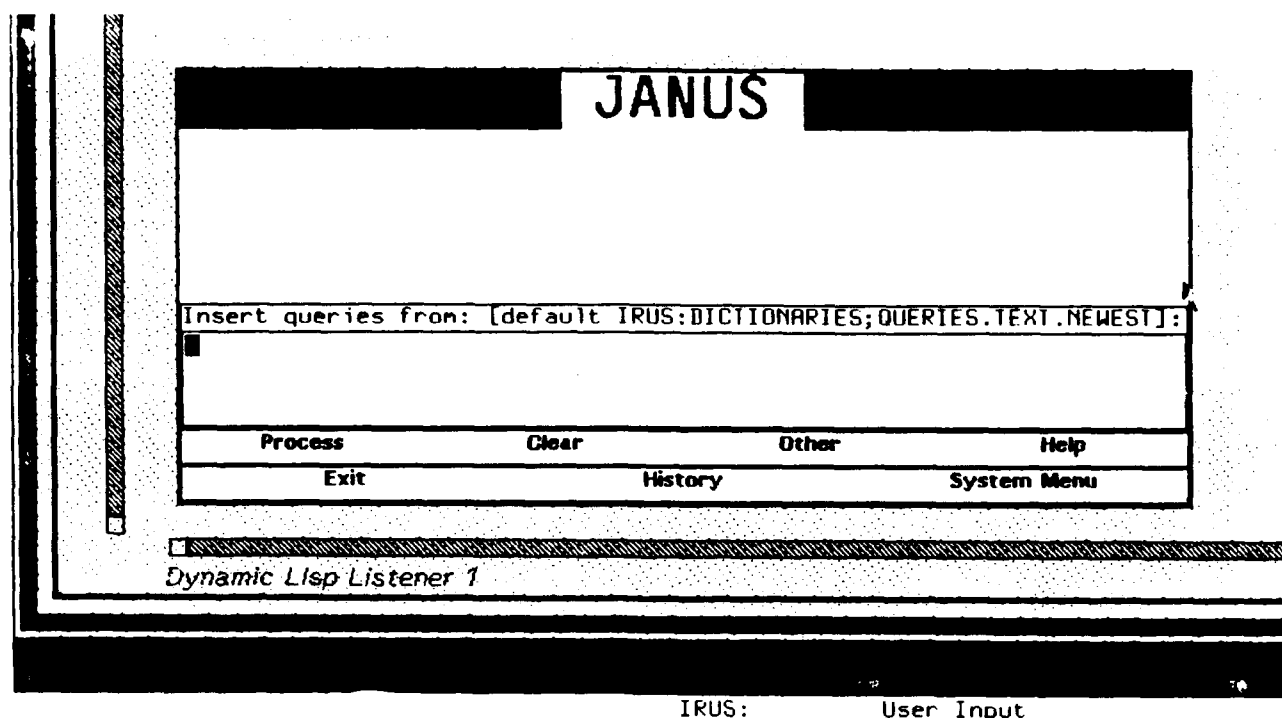 JANUS
Insert queries from: [default IRUS:DICTIONARIES;QUERIES.TEXT.NEWEST]:
Process Clear Other Help
Exit History System Menu
Dynamic Lisp Listener 1
IRUS: User Input